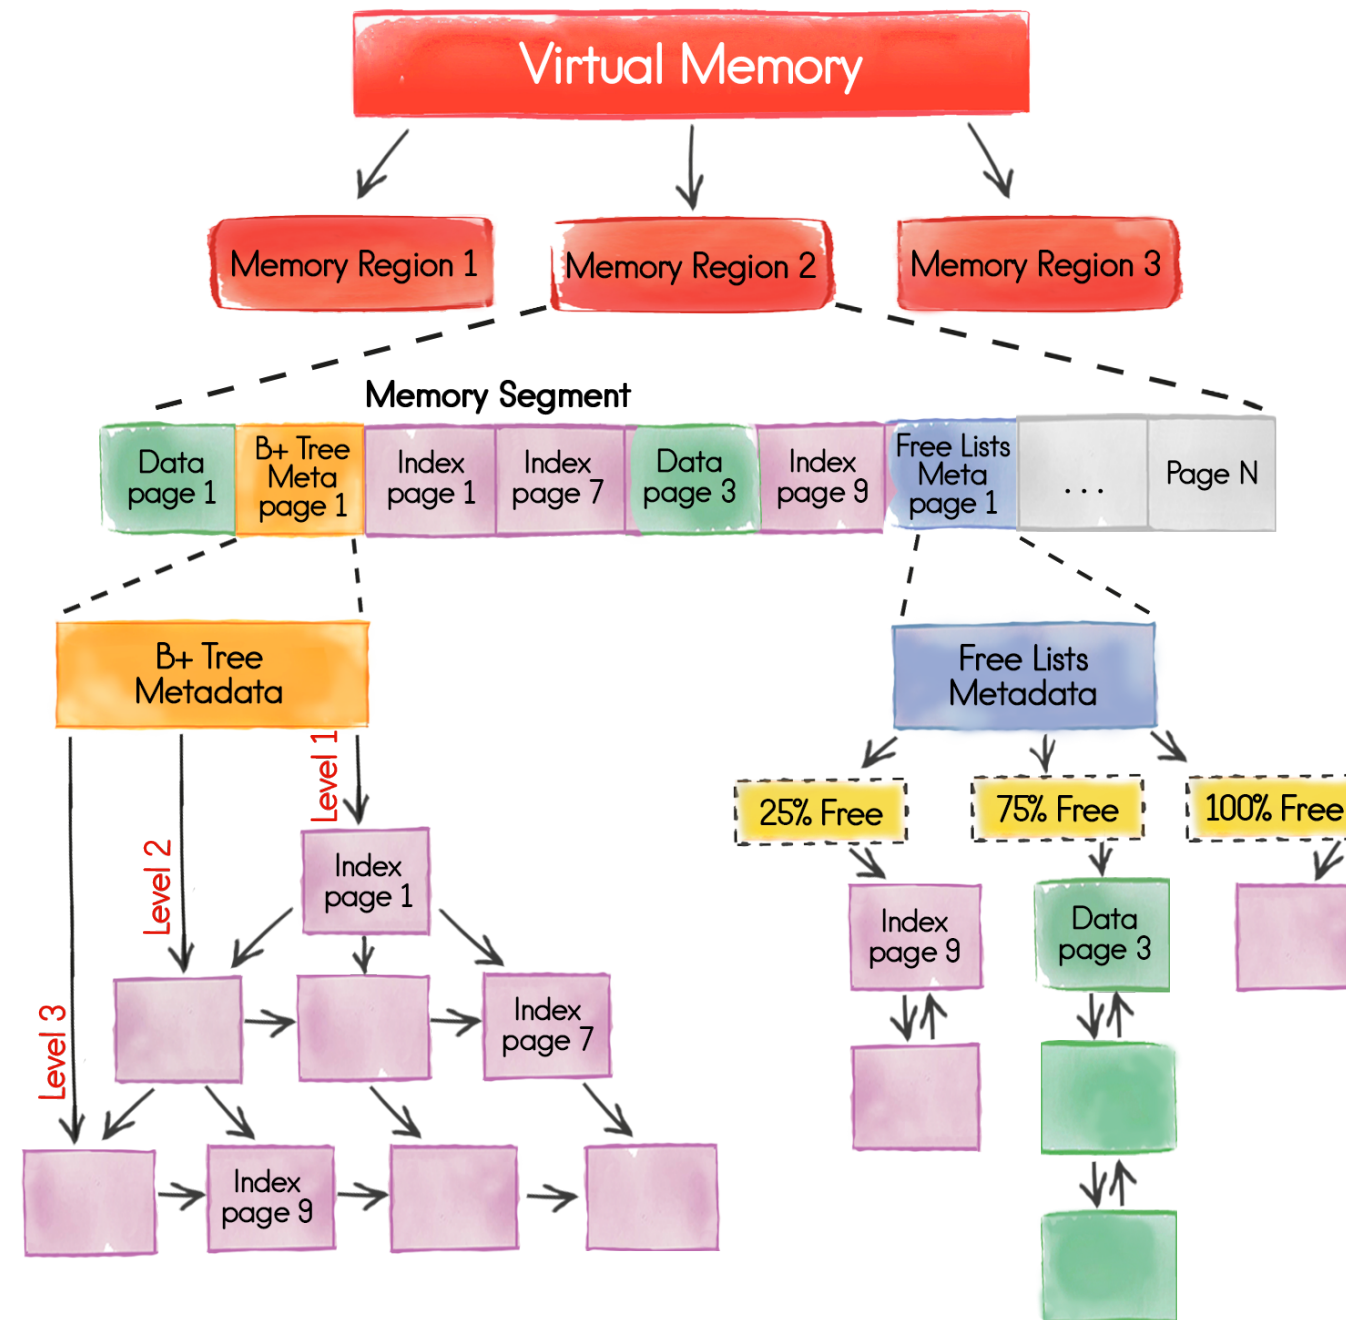 Virtual Memory
Memory Region 1
Memory Region 2
Memory Region 3
Memory Segment
Data
page 1
B+ Tree
Meta
page 1
Index
page 1
Index
page 7
Data
page 3
Index
page 9
Free Lists
Meta
page 1
...
Page N
B+ Tree
Metadata
Free Lists
Metadata
Level 1
Level 2
Level 3
Index
page 1
Index
page 7
Index
page 9
25% Free
75% Free
100% Free
Index
page 9
Data
page 3